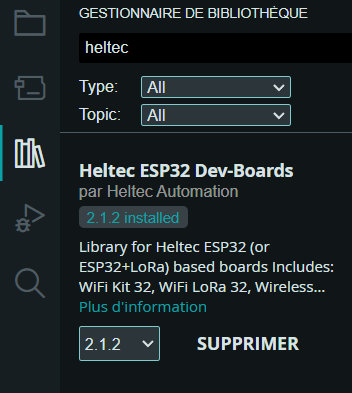 GESTIONNAIRE DE BIBLIOTHÈQUE
heltec
Type: All
Topic: All
Heltec ESP32 Dev-Boards
par Heltec Automation
2.1.2 installed
Library for Heltec ESP32 (or
ESP32+LoRa) based boards Includes:
WiFi Kit 32, WiFi LoRa 32, Wireless...
Plus d'information
2.1.2 SUPPRIMER